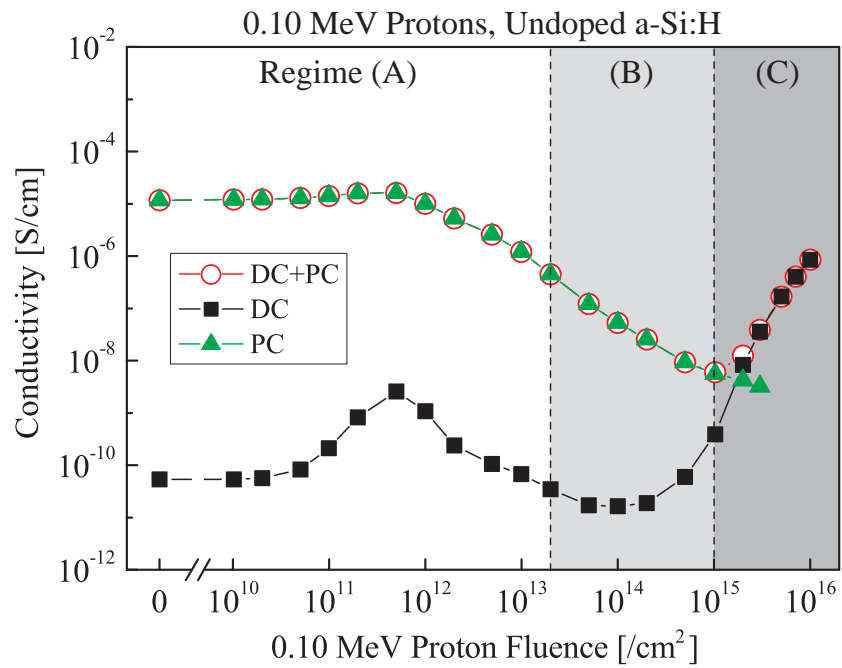 0.10 MeV Protons, Undoped a-Si:H
Regime (A) (B) (C)
10⁻²
10⁻⁴
10⁻⁶
10⁻⁸
10⁻¹⁰
10⁻¹²
Conductivity [S/cm]
DC+PC
DC
PC
0 10¹⁰ 10¹¹ 10¹² 10¹³ 10¹⁴ 10¹⁵ 10¹⁶
0.10 MeV Proton Fluence [/cm²]